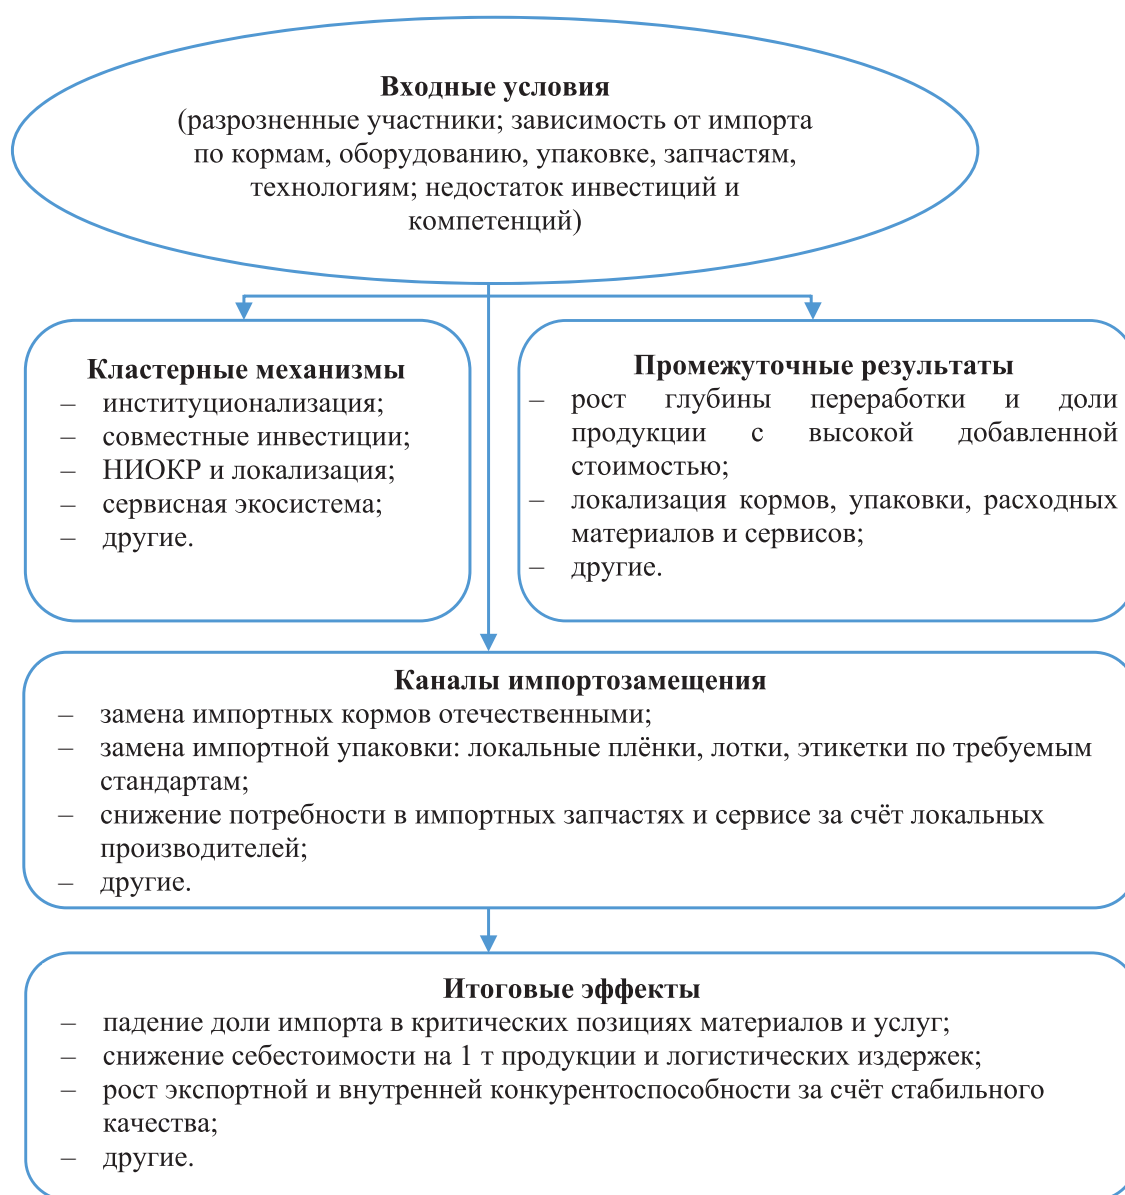 Входные условия
(разрозненные участники; зависимость от импорта
по кормам, оборудованию, упаковке, запчастям,
технологиям; недостаток инвестиций и
компетенций)
Кластерные механизмы
– институционализация;
– совместные инвестиции;
– НИОКР и локализация;
– сервисная экосистема;
– другие.
Промежуточные результаты
– рост глубины переработки и доли
продукции с высокой добавленной
стоимостью;
– локализация кормов, упаковки, расходных
материалов и сервисов;
– другие.
Каналы импортозамещения
– замена импортных кормов отечественными;
– замена импортной упаковки: локальные плёнки, лотки, этикетки по требуемым
стандартам;
– снижение потребности в импортных запчастях и сервисе за счёт локальных
производителей;
– другие.
Итоговые эффекты
– падение доли импорта в критических позициях материалов и услуг;
– снижение себестоимости на 1 т продукции и логистических издержек;
– рост экспортной и внутренней конкурентоспособности за счёт стабильного
качества;
– другие.